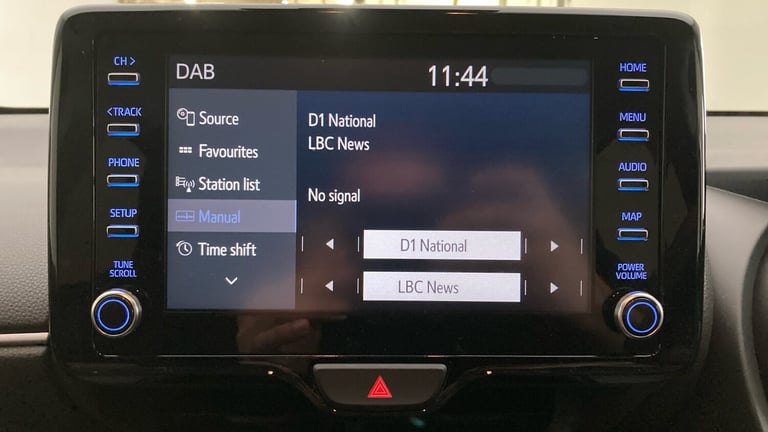 DAB
11:44
CH >
<TRACK
PHONE
SETUP
TUNE
SCROLL
Source
Favourites
Station list
Manual
Time shift
D1 National
LBC News
No signal
D1 National
LBC News
HOME
MENU
AUDIO
MAP
POWER
VOLUME